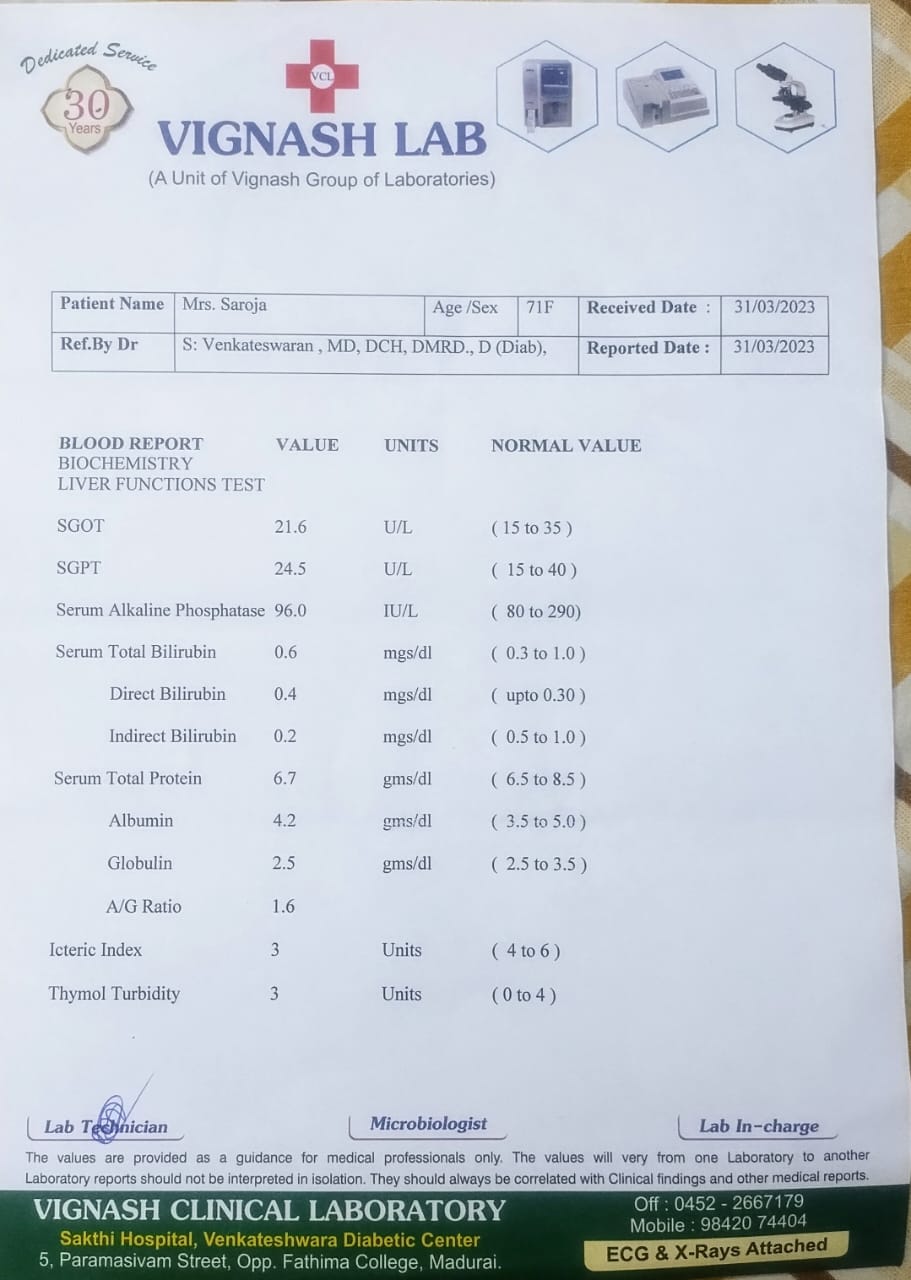 Dedicated Service
30
Years
VCL
VIGNASH LAB
(A Unit of Vignash Group of Laboratories)
Patient Name Mrs. Saroja Age /Sex 71F Received Date : 31/03/2023
Ref.By Dr S: Venkateswaran , MD, DCH, DMRD., D (Diab), Reported Date : 31/03/2023
BLOOD REPORT VALUE UNITS NORMAL VALUE
BIOCHEMISTRY
LIVER FUNCTIONS TEST
SGOT 21.6 U/L ( 15 to 35 )
SGPT 24.5 U/L ( 15 to 40 )
Serum Alkaline Phosphatase 96.0 IU/L ( 80 to 290)
Serum Total Bilirubin 0.6 mgs/dl ( 0.3 to 1.0 )
Direct Bilirubin 0.4 mgs/dl ( upto 0.30 )
Indirect Bilirubin 0.2 mgs/dl ( 0.5 to 1.0 )
Serum Total Protein 6.7 gms/dl ( 6.5 to 8.5 )
Albumin 4.2 gms/dl ( 3.5 to 5.0 )
Globulin 2.5 gms/dl ( 2.5 to 3.5 )
A/G Ratio 1.6
Icteric Index 3 Units ( 4 to 6 )
Thymol Turbidity 3 Units ( 0 to 4 )
Lab Technician Microbiologist Lab In-charge
The values are provided as a guidance for medical professionals only. The values will very from one Laboratory to another
Laboratory reports should not be interpreted in isolation. They should always be correlated with Clinical findings and other medical reports.
VIGNASH CLINICAL LABORATORY
Sakthi Hospital, Venkateshwara Diabetic Center
5, Paramasivam Street, Opp. Fathima College, Madurai.
Off : 0452 - 2667179
Mobile : 98420 74404
ECG & X-Rays Attached